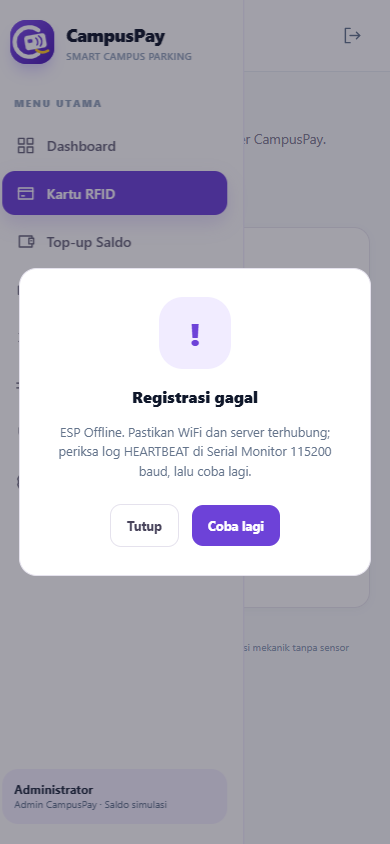 CampusPay
SMART CAMPUS PARKING
MENU UTAMA
er CampusPay.
Dashboard
Kartu RFID
Top-up Saldo
Registrasi gagal
ESP Offline. Pastikan WiFi dan server terhubung;
periksa log HEARTBEAT di Serial Monitor 115200
baud, lalu coba lagi.
Tutup
Coba lagi
si mekanik tanpa sensor
Administrator
Admin CampusPay · Saldo simulasi